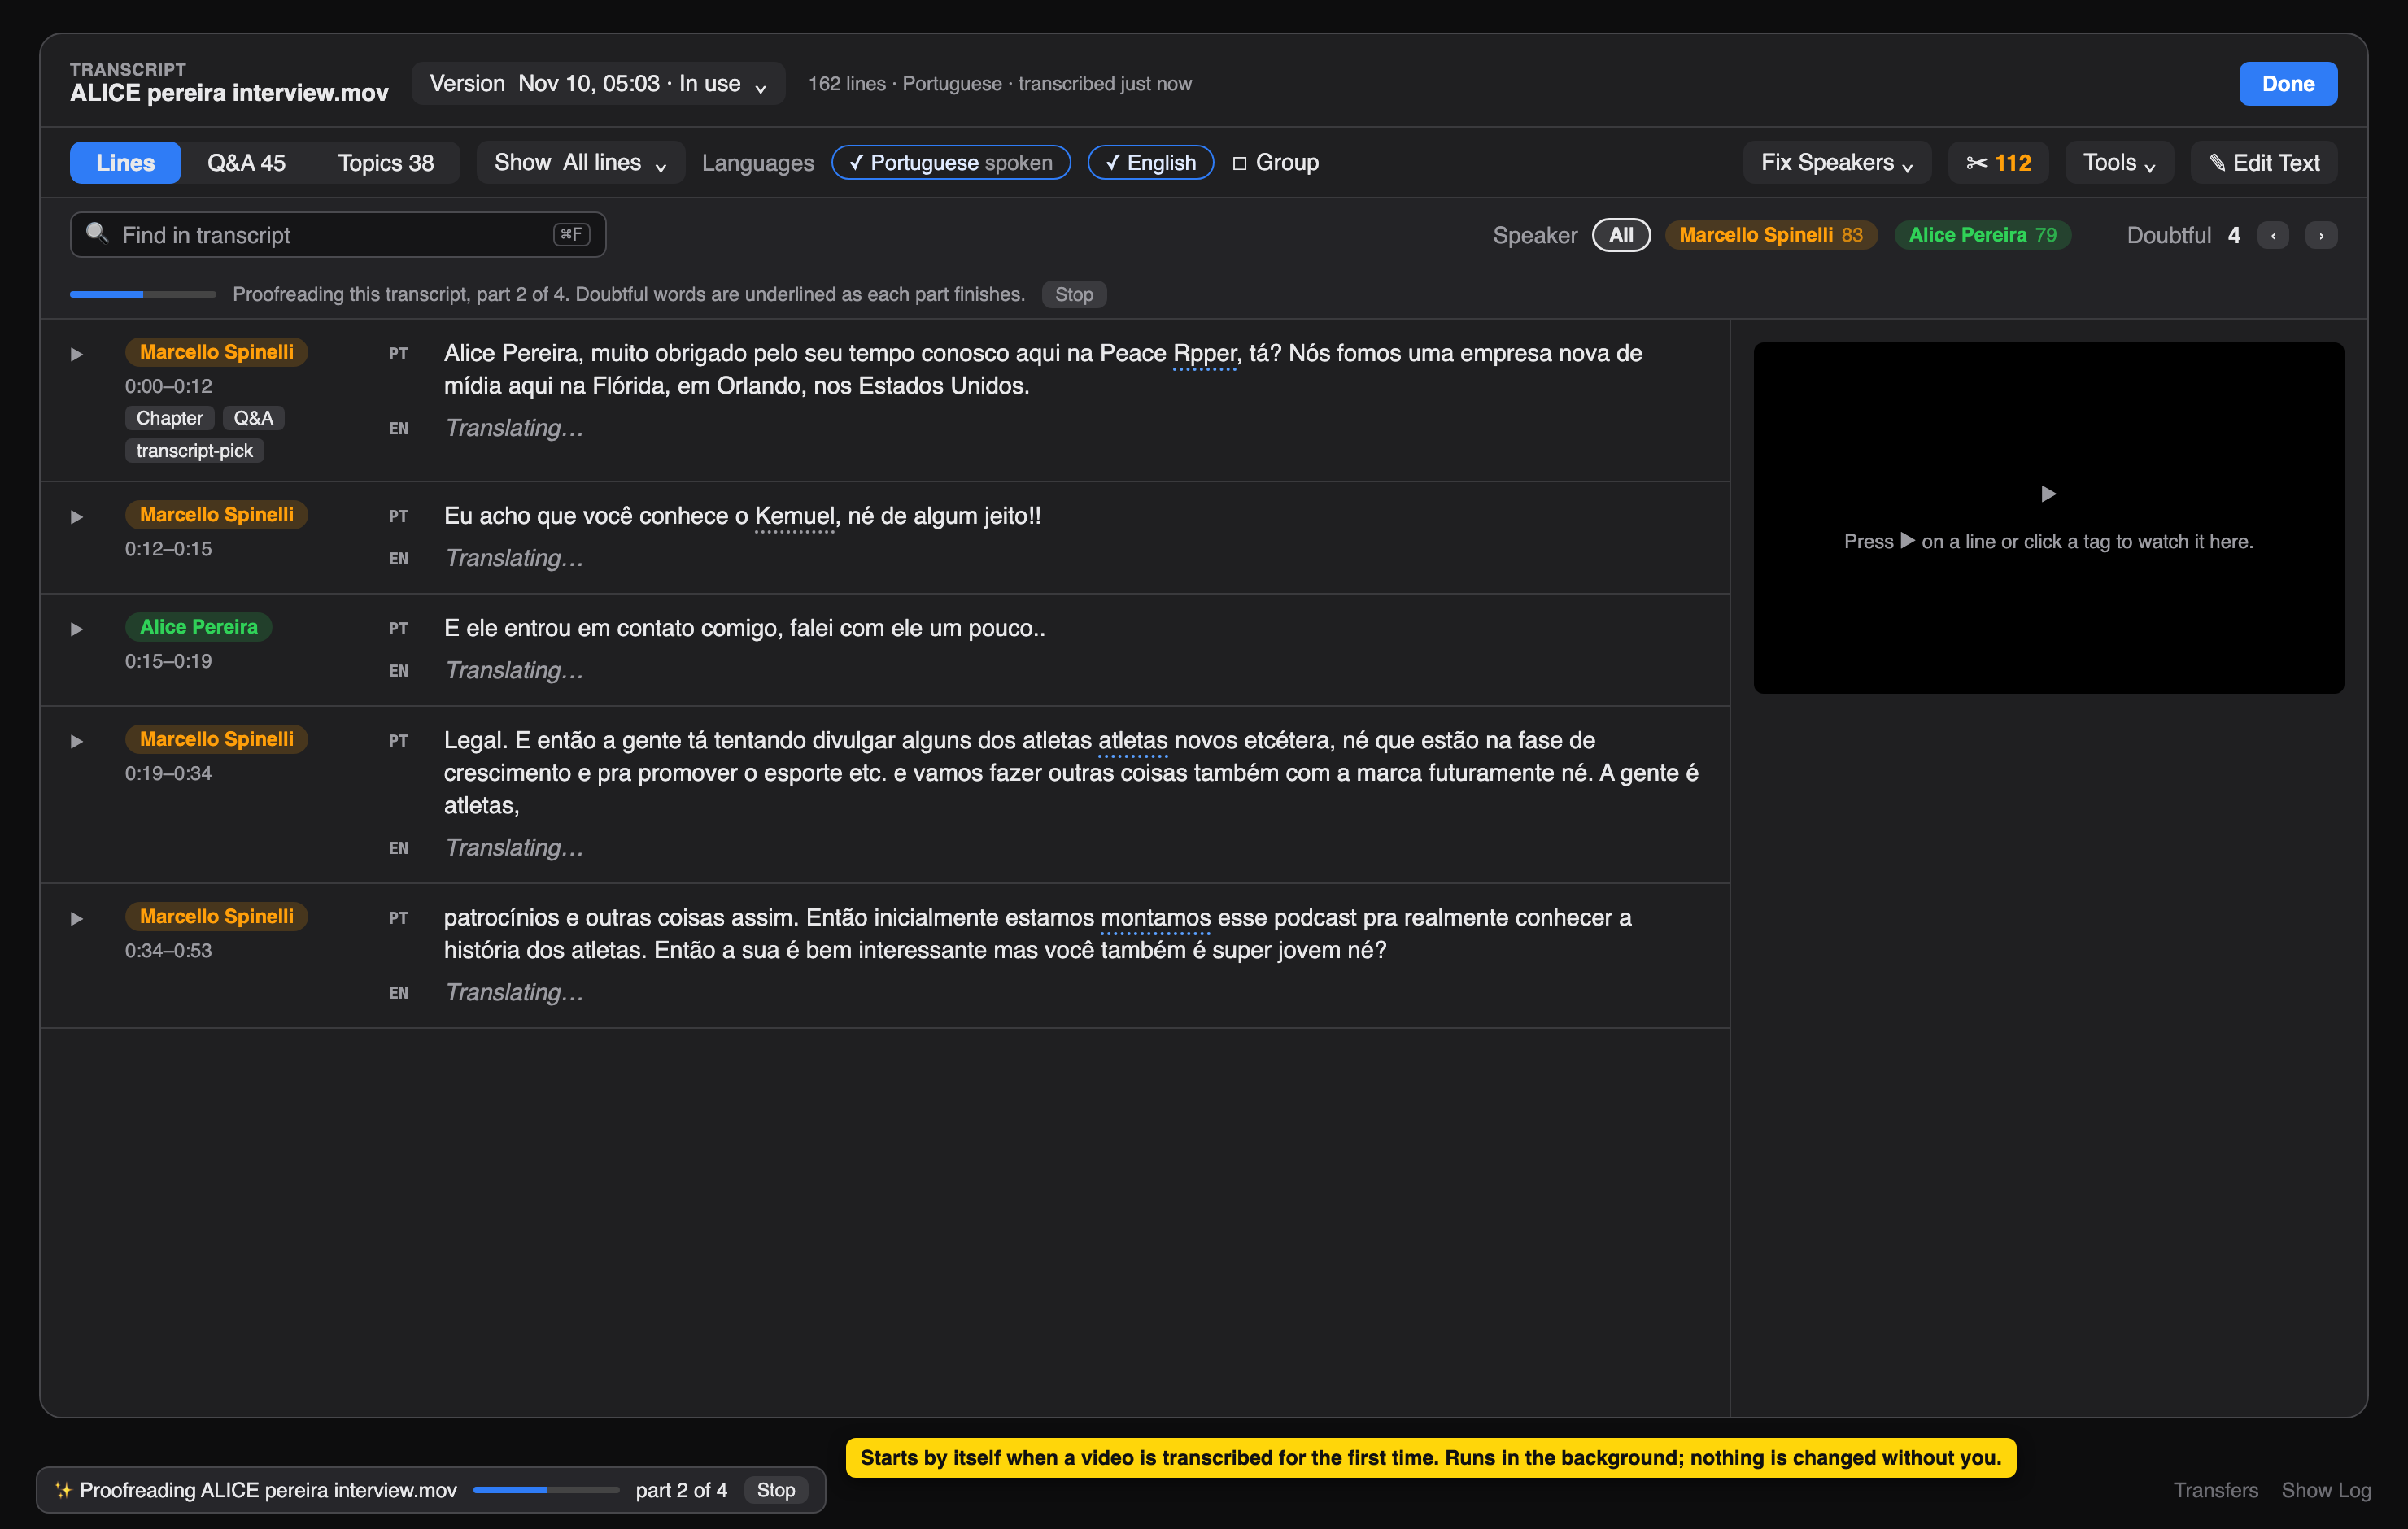 TRANSCRIPT
ALICE pereira interview.mov
Version Nov 10, 05:03 · In use
162 lines · Portuguese · transcribed just now
Done
Lines
Q&A 45
Topics 38
Show All lines
Languages
✓ Portuguese spoken
✓ English
Group
Fix Speakers
✂ 112
Tools
✎ Edit Text
Find in transcript
⌘F
Speaker
All
Marcello Spinelli 83
Alice Pereira 79
Doubtful 4
‹
›
Proofreading this transcript, part 2 of 4. Doubtful words are underlined as each part finishes.
Stop
Marcello Spinelli
0:00–0:12
Chapter
Q&A
transcript-pick
PT
Alice Pereira, muito obrigado pelo seu tempo conosco aqui na Peace Rpper, tá? Nós fomos uma empresa nova de
mídia aqui na Flórida, em Orlando, nos Estados Unidos.
EN
Translating…
Marcello Spinelli
0:12–0:15
PT
Eu acho que você conhece o Kemuel, né de algum jeito!!
EN
Translating…
Alice Pereira
0:15–0:19
PT
E ele entrou em contato comigo, falei com ele um pouco..
EN
Translating…
Marcello Spinelli
0:19–0:34
PT
Legal. E então a gente tá tentando divulgar alguns dos atletas atletas novos etcétera, né que estão na fase de
crescimento e pra promover o esporte etc. e vamos fazer outras coisas também com a marca futuramente né. A gente é
atletas,
EN
Translating…
Marcello Spinelli
0:34–0:53
PT
patrocínios e outras coisas assim. Então inicialmente estamos montamos esse podcast pra realmente conhecer a
história dos atletas. Então a sua é bem interessante mas você também é super jovem né?
EN
Translating…
Press ▶ on a line or click a tag to watch it here.
Starts by itself when a video is transcribed for the first time. Runs in the background; nothing is changed without you.
✨ Proofreading ALICE pereira interview.mov
part 2 of 4
Stop
Transfers
Show Log